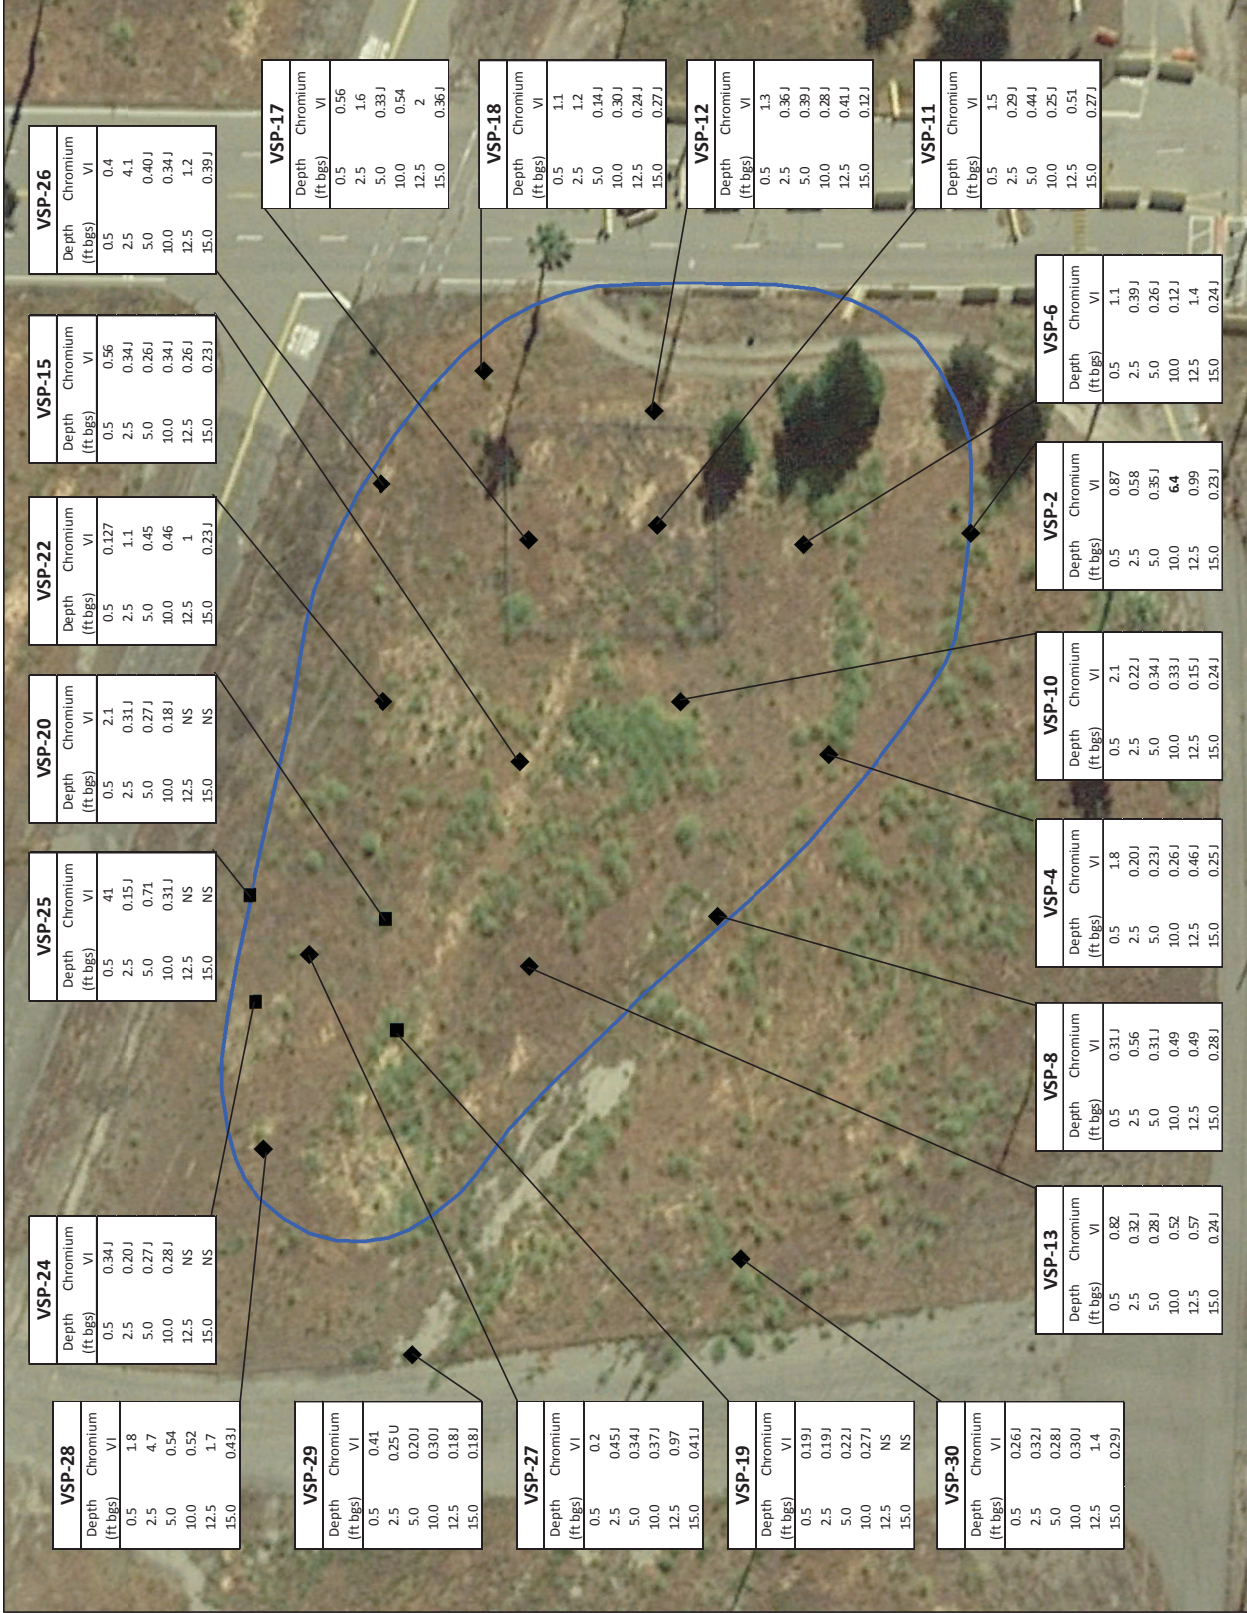 VSP-28
Depth Chromium
(ft bgs) VI
0.5 1.8
2.5 4.7
5.0 0.54
10.0 0.52
12.5 1.7
15.0 0.43 J
VSP-24
Depth Chromium
(ft bgs) VI
0.5 0.34 J
2.5 0.20 J
5.0 0.27 J
10.0 0.28 J
12.5 NS
15.0 NS
VSP-25
Depth Chromium
(ft bgs) VI
0.5 41
2.5 0.15 J
5.0 0.71
10.0 0.31 J
12.5 NS
15.0 NS
VSP-20
Depth Chromium
(ft bgs) VI
0.5 2.1
2.5 0.31 J
5.0 0.27 J
10.0 0.18 J
12.5 NS
15.0 NS
VSP-22
Depth Chromium
(ft bgs) VI
0.5 0.127
2.5 1.1
5.0 0.45
10.0 0.46
12.5 1
15.0 0.23 J
VSP-15
Depth Chromium
(ft bgs) VI
0.5 0.56
2.5 0.34 J
5.0 0.26 J
10.0 0.34 J
12.5 0.26 J
15.0 0.23 J
VSP-26
Depth Chromium
(ft bgs) VI
0.5 0.4
2.5 4.1
5.0 0.40 J
10.0 0.34 J
12.5 1.2
15.0 0.39 J
VSP-17
Depth Chromium
(ft bgs) VI
0.5 0.56
2.5 1.6
5.0 0.33 J
10.0 0.54
12.5 2
15.0 0.36 J
VSP-29
Depth Chromium
(ft bgs) VI
0.5 0.41
2.5 0.25 U
5.0 0.20 J
10.0 0.30 J
12.5 0.18 J
15.0 0.18 J
VSP-18
Depth Chromium
(ft bgs) VI
0.5 1.1
2.5 1.2
5.0 0.14 J
10.0 0.30 J
12.5 0.24 J
15.0 0.27 J
VSP-27
Depth Chromium
(ft bgs) VI
0.5 0.2
2.5 0.45 J
5.0 0.34 J
10.0 0.37 J
12.5 0.97
15.0 0.41 J
VSP-12
Depth Chromium
(ft bgs) VI
0.5 1.3
2.5 0.36 J
5.0 0.39 J
10.0 0.28 J
12.5 0.41 J
15.0 0.12 J
VSP-19
Depth Chromium
(ft bgs) VI
0.5 0.19 J
2.5 0.19 J
5.0 0.22 J
10.0 0.27 J
12.5 NS
15.0 NS
VSP-11
Depth Chromium
(ft bgs) VI
0.5 1.5
2.5 0.29 J
5.0 0.44 J
10.0 0.25 J
12.5 0.51
15.0 0.27 J
VSP-30
Depth Chromium
(ft bgs) VI
0.5 0.26 J
2.5 0.32 J
5.0 0.28 J
10.0 0.30 J
12.5 1.4
15.0 0.29 J
VSP-13
Depth Chromium
(ft bgs) VI
0.5 0.82
2.5 0.32 J
5.0 0.28 J
10.0 0.52
12.5 0.57
15.0 0.24 J
VSP-8
Depth Chromium
(ft bgs) VI
0.5 0.31 J
2.5 0.56
5.0 0.31 J
10.0 0.49
12.5 0.49
15.0 0.28 J
VSP-4
Depth Chromium
(ft bgs) VI
0.5 1.8
2.5 0.20 J
5.0 0.23 J
10.0 0.26 J
12.5 0.46 J
15.0 0.25 J
VSP-10
Depth Chromium
(ft bgs) VI
0.5 2.1
2.5 0.22 J
5.0 0.34 J
10.0 0.33 J
12.5 0.15 J
15.0 0.24 J
VSP-2
Depth Chromium
(ft bgs) VI
0.5 0.87
2.5 0.58
5.0 0.35 J
10.0 6.4
12.5 0.99
15.0 0.23 J
VSP-6
Depth Chromium
(ft bgs) VI
0.5 1.1
2.5 0.39 J
5.0 0.26 J
10.0 0.12 J
12.5 1.4
15.0 0.24 J